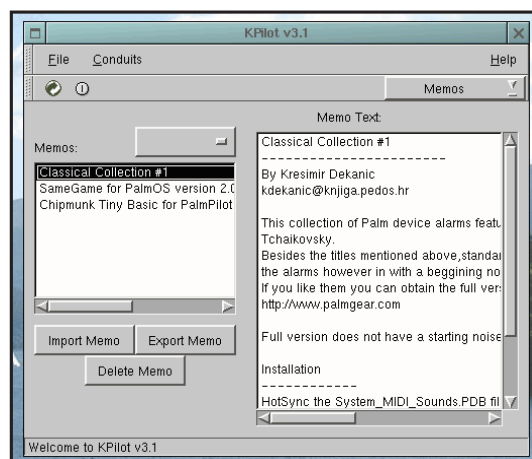 KPilot v3.1
File Conduits Help
Memos
Memo Text:
Memos:
Classical Collection #1
SameGame for PalmOS version 2.0
Chipmunk Tiny Basic for PalmPilot
Classical Collection #1
--------------------------
By Kresimir Dekanic
kdekanic@knjiga.pedos.hr
This collection of Palm device alarms featu
Tchaikovsky.
Besides the titles mentioned above,standar
the alarms however in with a beggining no
If you like them you can obtain the full ver
http://www.palmgear.com
Full version does not have a starting noise
Installation
-------------
HotSync the System_MIDI_Sounds.PDB fil
Import Memo Export Memo
Delete Memo
Welcome to KPilot v3.1